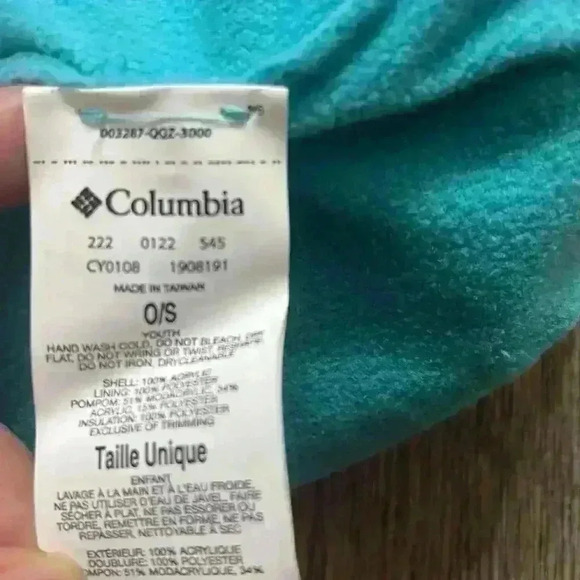 003287-QGZ-3000
Columbia
222 0122 545
CY0108 1908191
MADE IN TAIWAN
O/S
YOUTH
HAND WASH COLD, DO NOT BLEACH, DRY
FLAT, DO NOT WRING OR TWIST, RESHAPE,
DO NOT IRON, DRYCLEANABLE
SHELL: 100% ACRYLIC
LINING: 100% POLYESTER
POMPOM: 51% MODACRYLIC, 34%
ACRYLIC, 15% POLYESTER
INSULATION: 100% POLYESTER
EXCLUSIVE OF TRIMMING
Taille Unique
ENFANT
LAVAGE À LA MAIN ET À L'EAU FROIDE,
NE PAS UTILISER D'EAU DE JAVEL, FAIRE
SÉCHER À PLAT, NE PAS ESSORER OU
TORDRE, REMETTRE EN FORME, NE PAS
REPASSER, NETTOYABLE À SEC
EXTÉRIEUR: 100% ACRYLIQUE
DOUBLURE: 100% POLYESTER
MPON: 51% MODACRYLIQUE, 34%